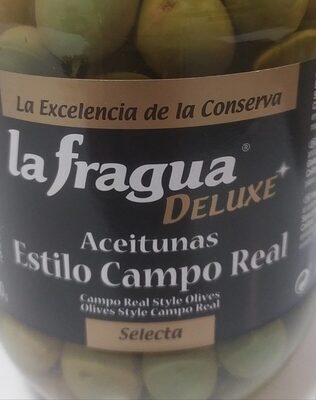 La Excelencia de la Conserva
la fragua®
DELUXE
Aceitunas
Estilo Campo Real
Campo Real Style Olives
Olives Style Campo Real
Selecta